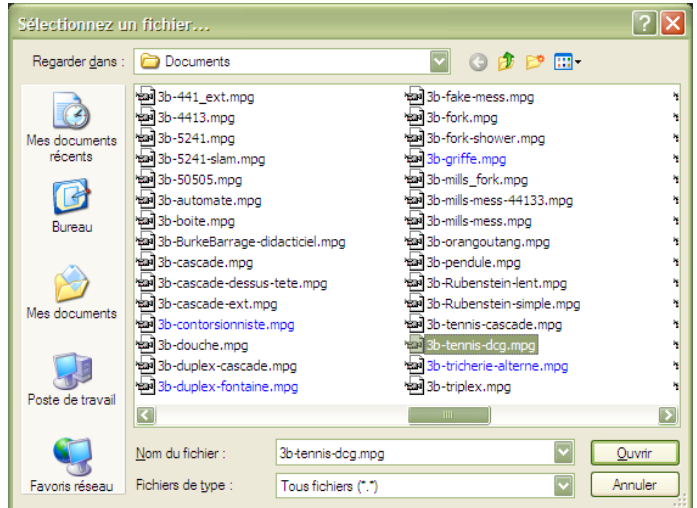 Sélectionnez un fichier...
Regarder dans :
Documents
Mes documents
récents
Bureau
Mes documents
Poste de travail
Favoris réseau
3b-441_ext.mpg
3b-4413.mpg
3b-5241.mpg
3b-5241-slam.mpg
3b-50505.mpg
3b-automate.mpg
3b-boite.mpg
3b-BurkeBarrage-didacticiel.mpg
3b-cascade.mpg
3b-cascade-dessus-tete.mpg
3b-cascade-ext.mpg
3b-contorsionniste.mpg
3b-douche.mpg
3b-duplex-cascade.mpg
3b-duplex-fontaine.mpg
3b-fake-mess.mpg
3b-fork.mpg
3b-fork-shower.mpg
3b-griffe.mpg
3b-mills_fork.mpg
3b-mills-mess-44133.mpg
3b-mills-mess.mpg
3b-orangoutang.mpg
3b-pendule.mpg
3b-Rubenstein-lent.mpg
3b-Rubenstein-simple.mpg
3b-tennis-cascade.mpg
3b-tennis-dcg.mpg
3b-tricherie-alterne.mpg
3b-triplex.mpg
Nom du fichier :
3b-tennis-dcg.mpg
Ouvrir
Fichiers de type :
Tous fichiers (*.*)
Annuler